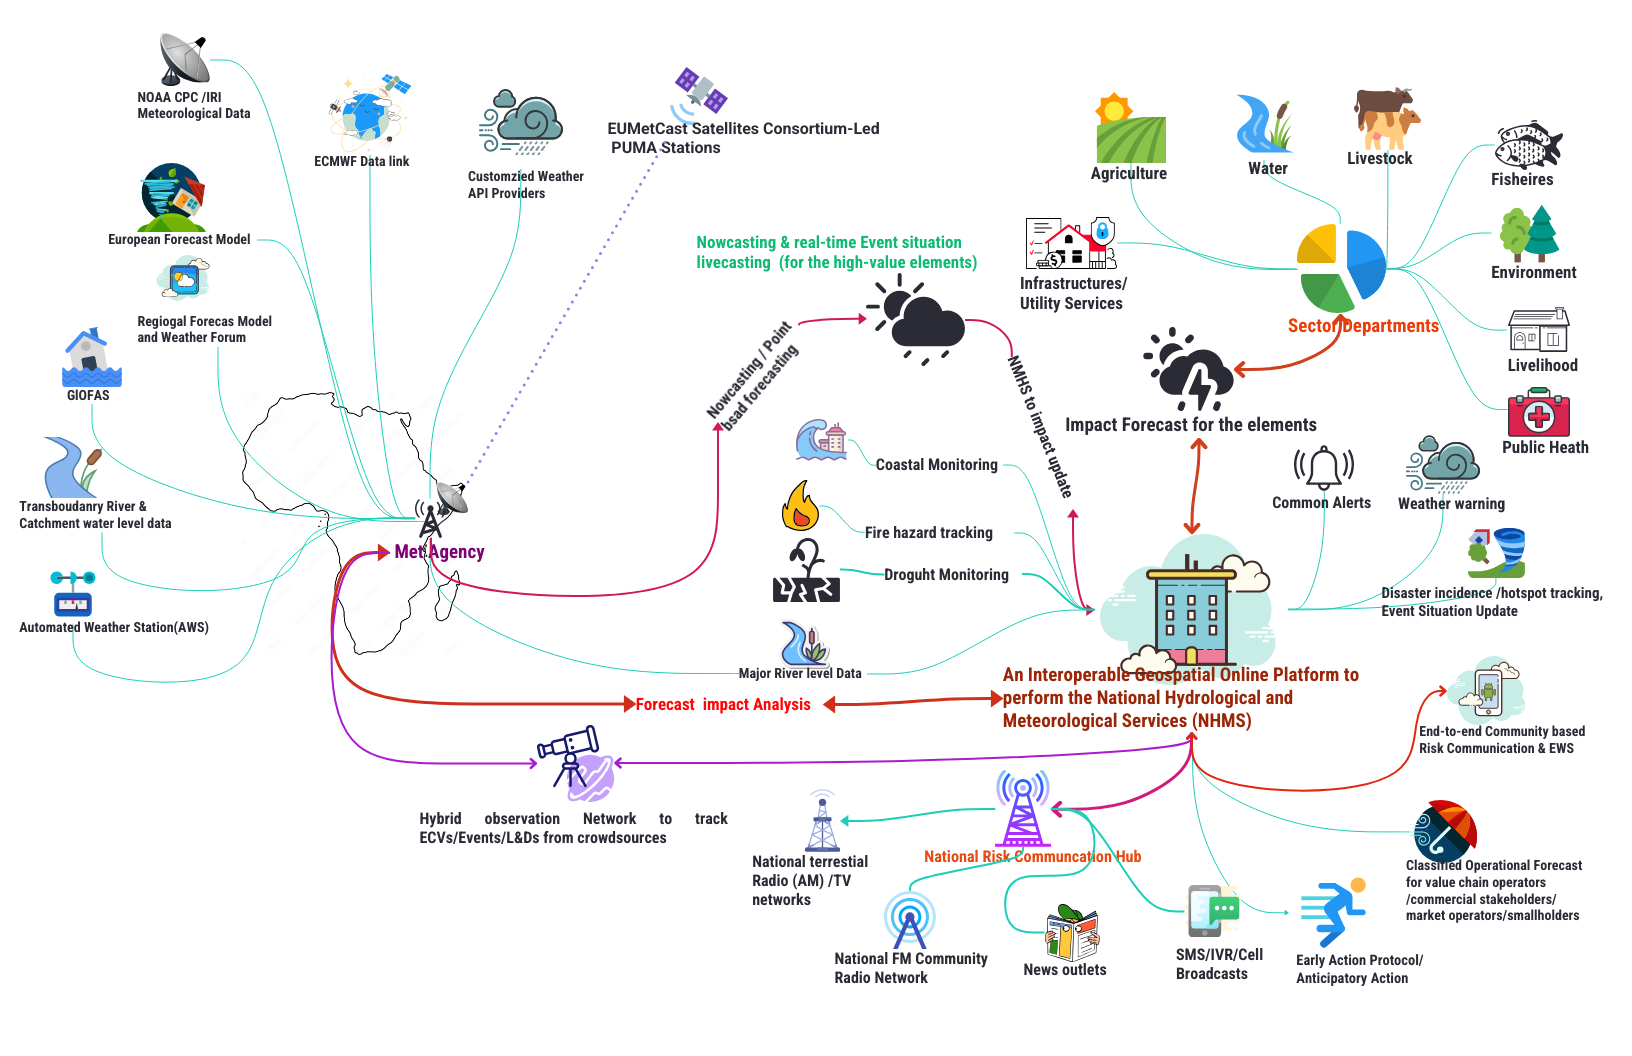 NOAA CPC /IRI
Meteorological Data
ECMWF Data link
Customzied Weather
API Providers
EUMetCast Satellites Consortium-Led
PUMA Stations
European Forecast Model
Regiogal Forecas Model
and Weather Forum
GlOFAS
Transboudanry River &
Catchment water level data
Automated Weather Station(AWS)
Met Agency
Nowcasting & real-time Event situation
livecasting (for the high-value elements)
Nowcasting / Point
bsad forecasting
NMHS to impact update
Agriculture
Water
Livestock
Fisheires
Infrastructures/
Utility Services
Environment
Sector Departments
Livelihood
Public Heath
Impact Forecast for the elements
Coastal Monitoring
Fire hazard tracking
Droguht Monitoring
Major River level Data
Common Alerts
Weather warning
Disaster incidence /hotspot tracking,
Event Situation Update
An Interoperable Geospatial Online Platform to
perform the National Hydrological and
Meteorological Services (NHMS)
Forecast impact Analysis
End-to-end Community based
Risk Communication & EWS
Hybrid observation Network to track
ECVs/Events/L&Ds from crowdsources
National terrestial
Radio (AM) /TV
networks
National Risk Communcation Hub
National FM Community
Radio Network
News outlets
SMS/IVR/Cell
Broadcasts
Early Action Protocol/
Anticipatory Action
Classified Operational Forecast
for value chain operators
/commercial stakeholders/
market operators/smallholders